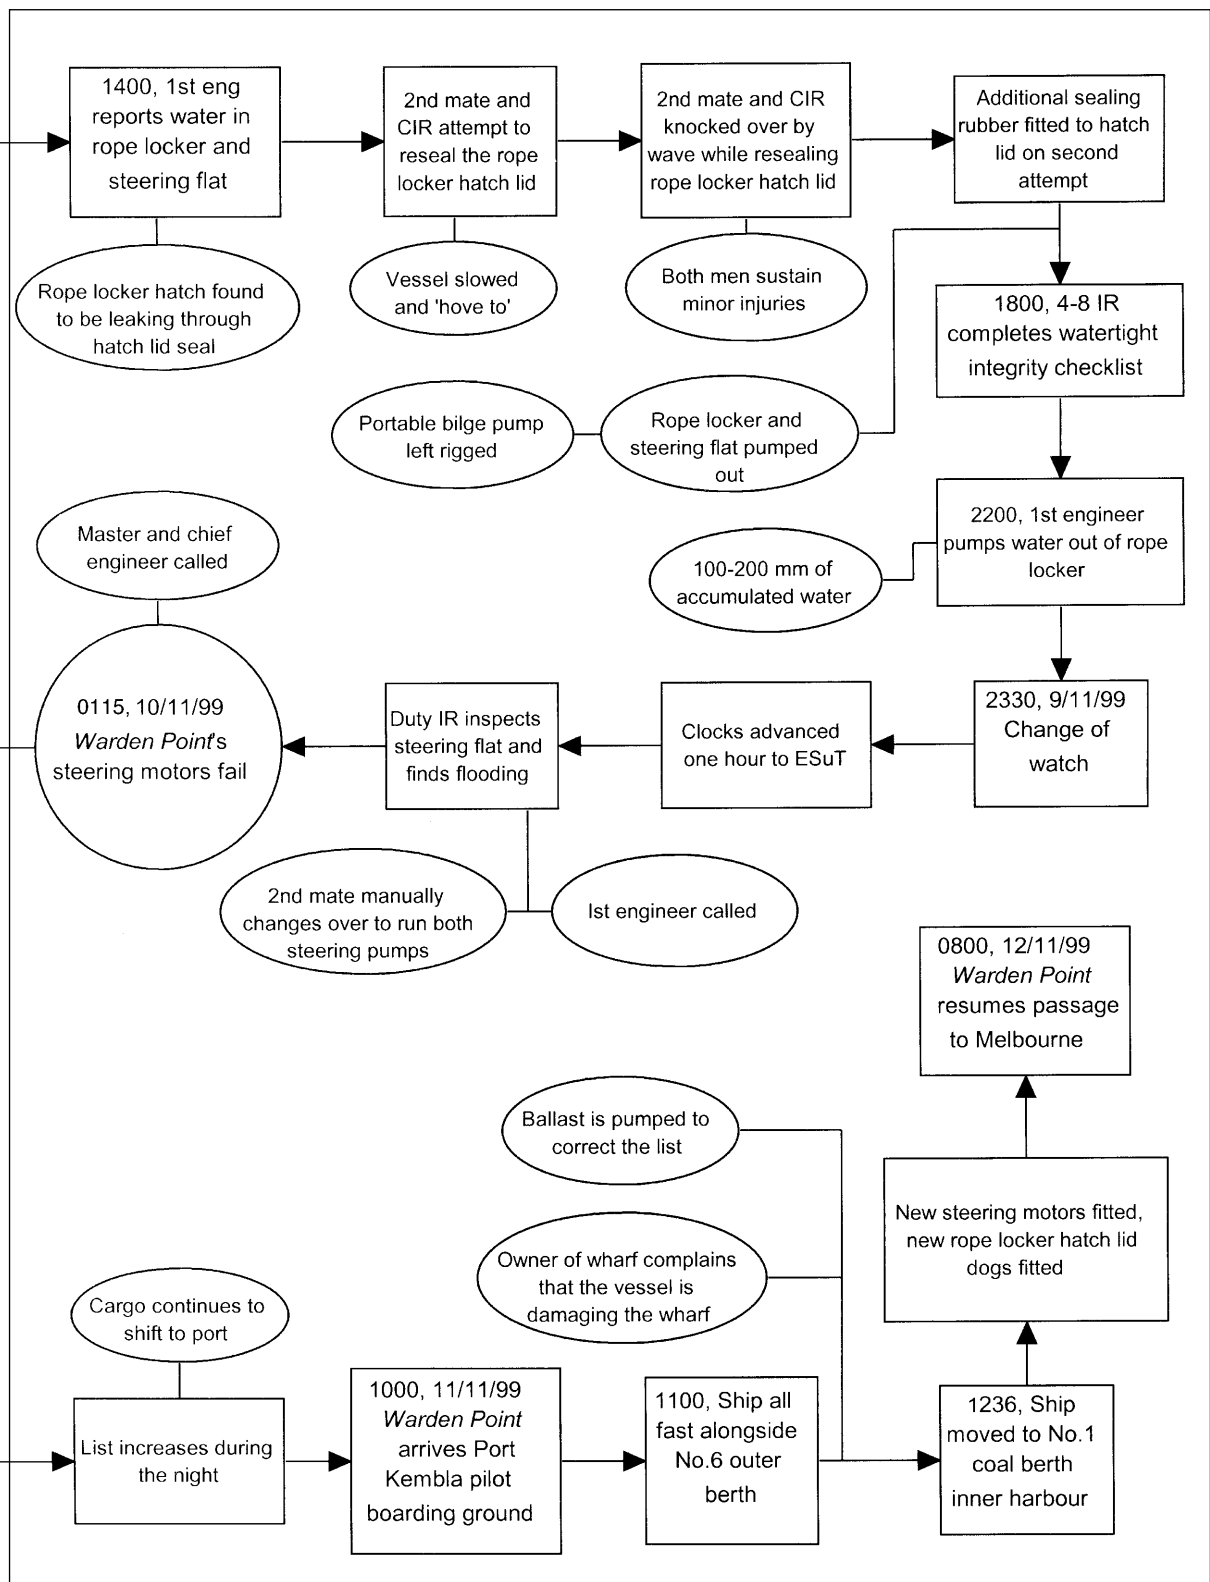 1400, 1st eng
reports water in
rope locker and
steering flat
2nd mate and
CIR attempt to
reseal the rope
locker hatch lid
2nd mate and CIR
knocked over by
wave while resealing
rope locker hatch lid
Additional sealing
rubber fitted to hatch
lid on second
attempt
Rope locker hatch found
to be leaking through
hatch lid seal
Vessel slowed
and 'hove to'
Both men sustain
minor injuries
1800, 4-8 IR
completes watertight
integrity checklist
Portable bilge pump
left rigged
Rope locker and
steering flat pumped
out
2200, 1st engineer
pumps water out of rope
locker
100-200 mm of
accumulated water
Master and chief
engineer called
0115, 10/11/99
Warden Point's
steering motors fail
Duty IR inspects
steering flat and
finds flooding
Clocks advanced
one hour to ESuT
2330, 9/11/99
Change of
watch
2nd mate manually
changes over to run both
steering pumps
Ist engineer called
0800, 12/11/99
Warden Point
resumes passage
to Melbourne
Ballast is pumped to
correct the list
New steering motors fitted,
new rope locker hatch lid
dogs fitted
Owner of wharf complains
that the vessel is
damaging the wharf
Cargo continues to
shift to port
List increases during
the night
1000, 11/11/99
Warden Point
arrives Port
Kembla pilot
boarding ground
1100, Ship all
fast alongside
No.6 outer
berth
1236, Ship
moved to No.1
coal berth
inner harbour